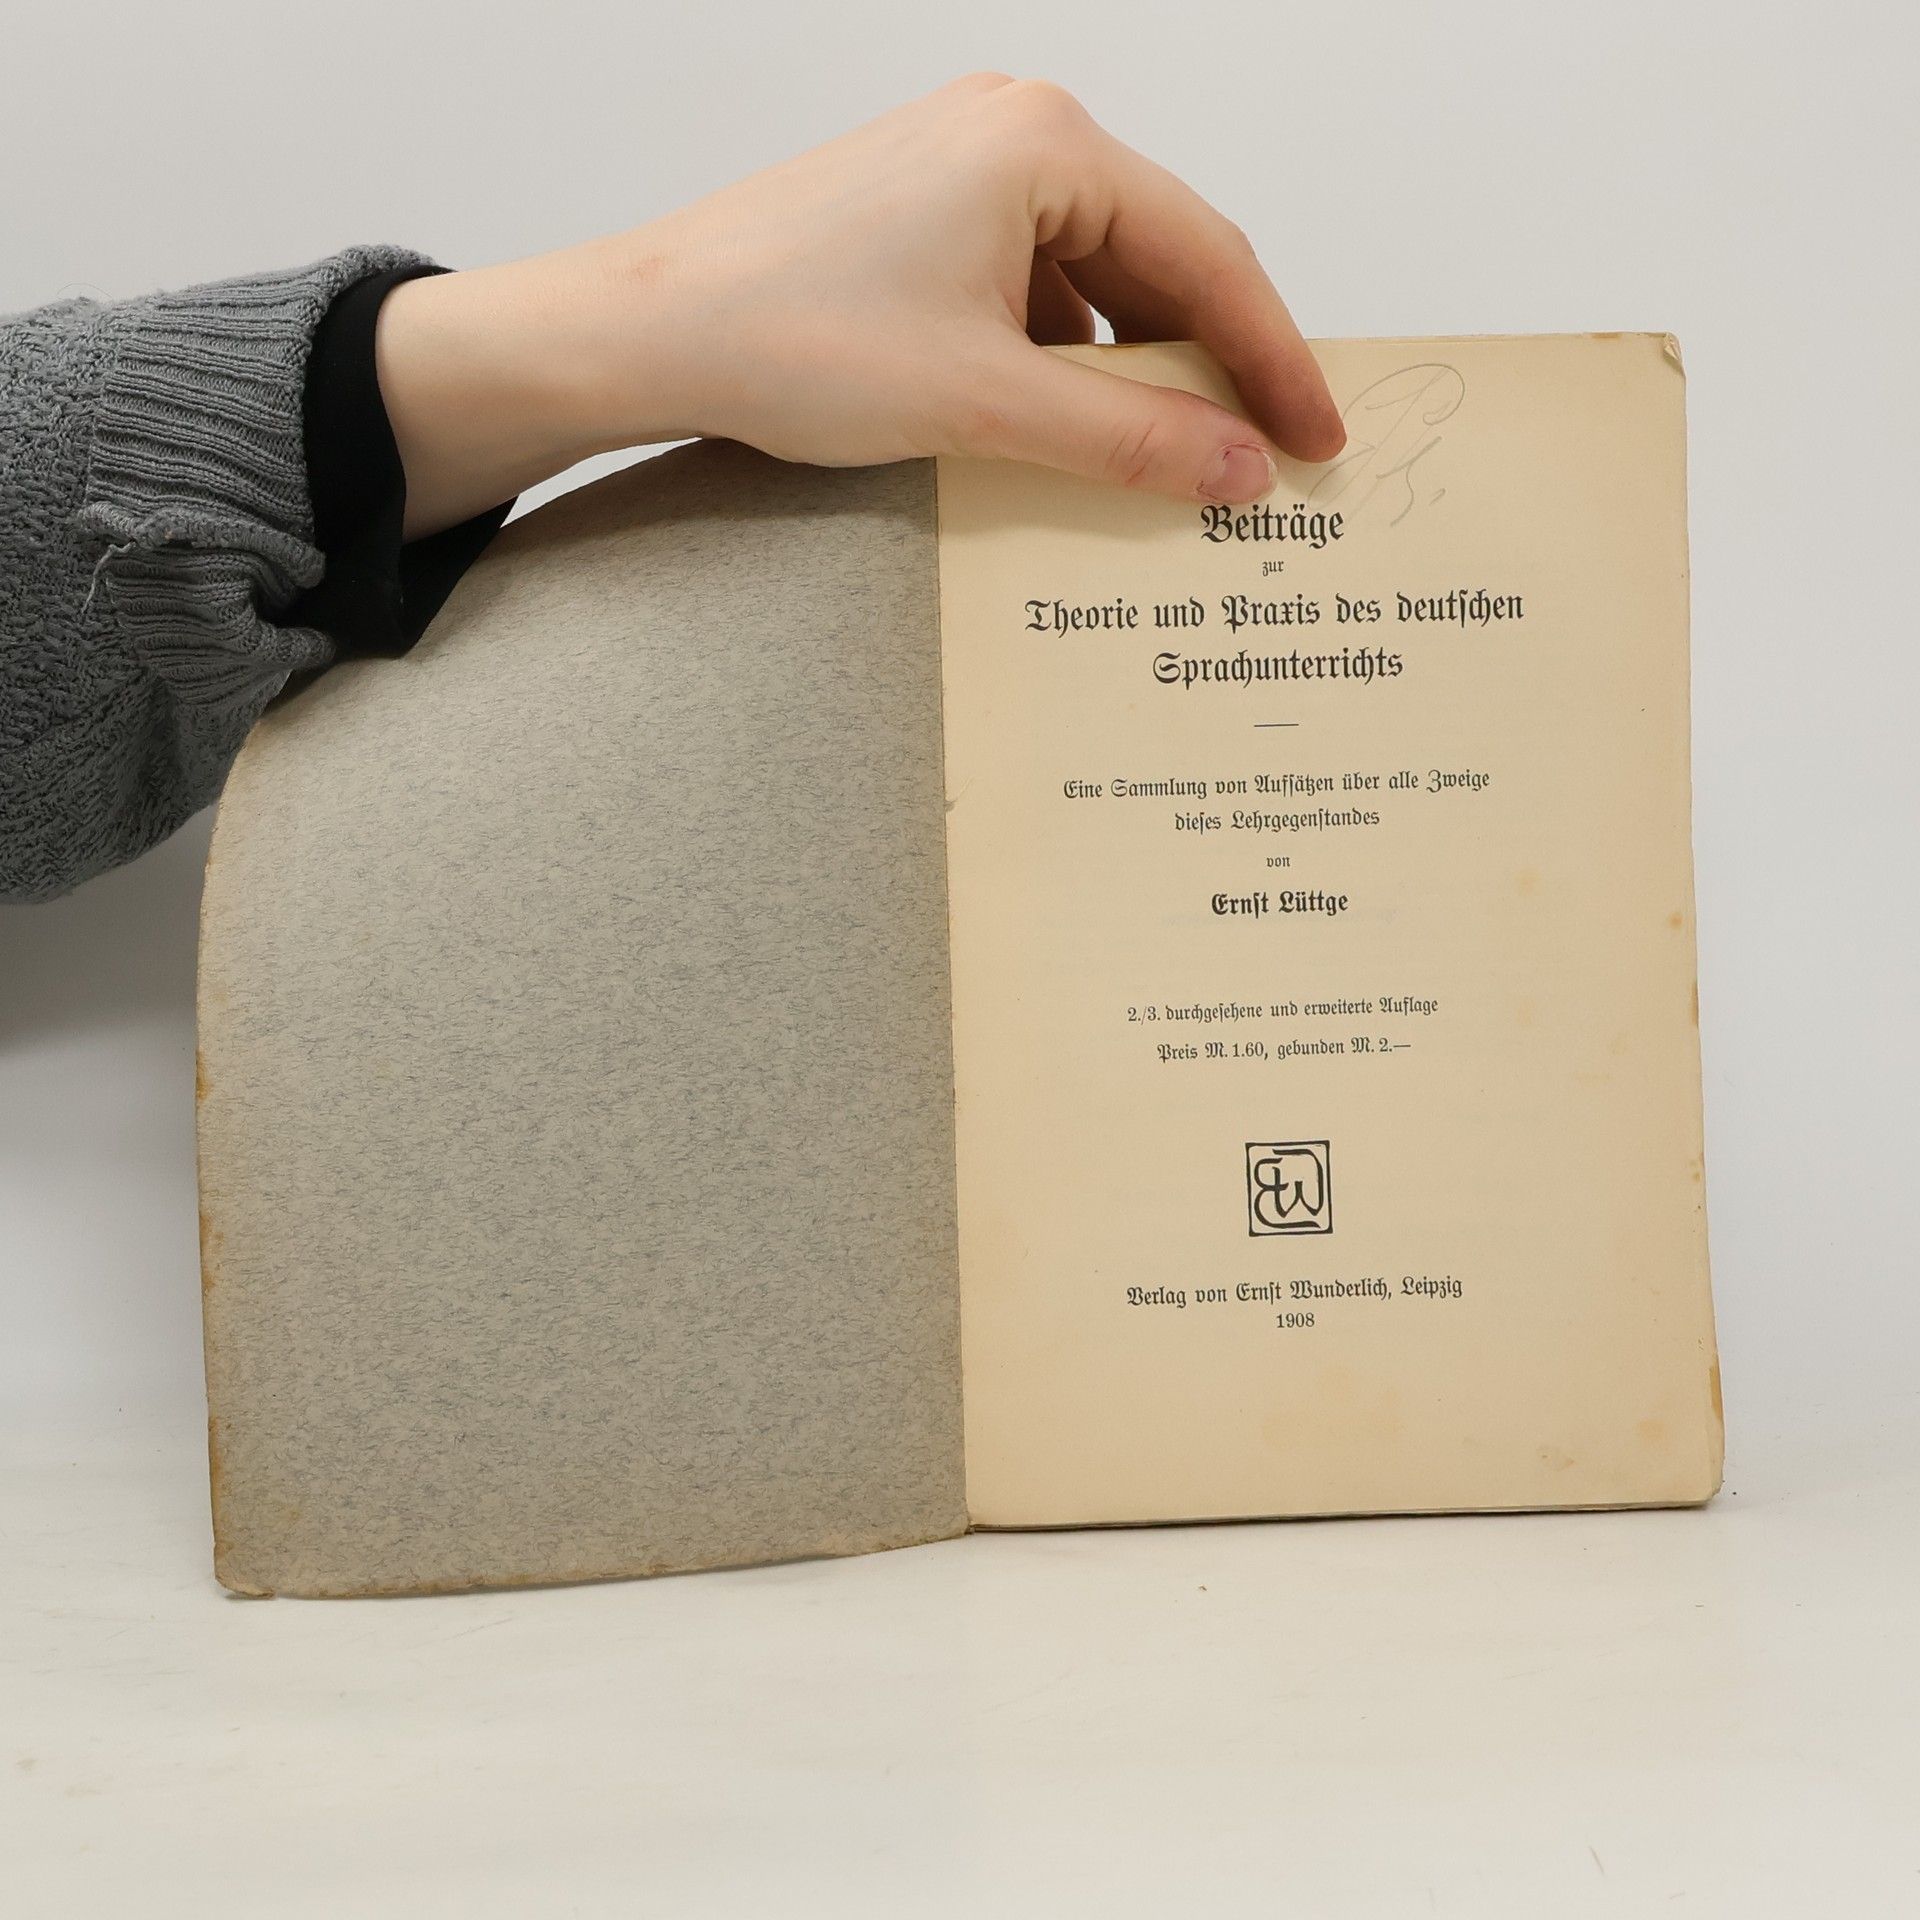 Beiträge
zur
Theorie und Praxis des deutschen
Sprachunterrichts
Eine Sammlung von Aufsätzen über alle Zweige
dieses Lehrgegenstandes
von
Ernst Lüttge
2./3. durchgesehene und erweiterte Auflage
Preis M. 1.60, gebunden M. 2.—
EW
Verlag von Ernst Wunderlich, Leipzig
1908